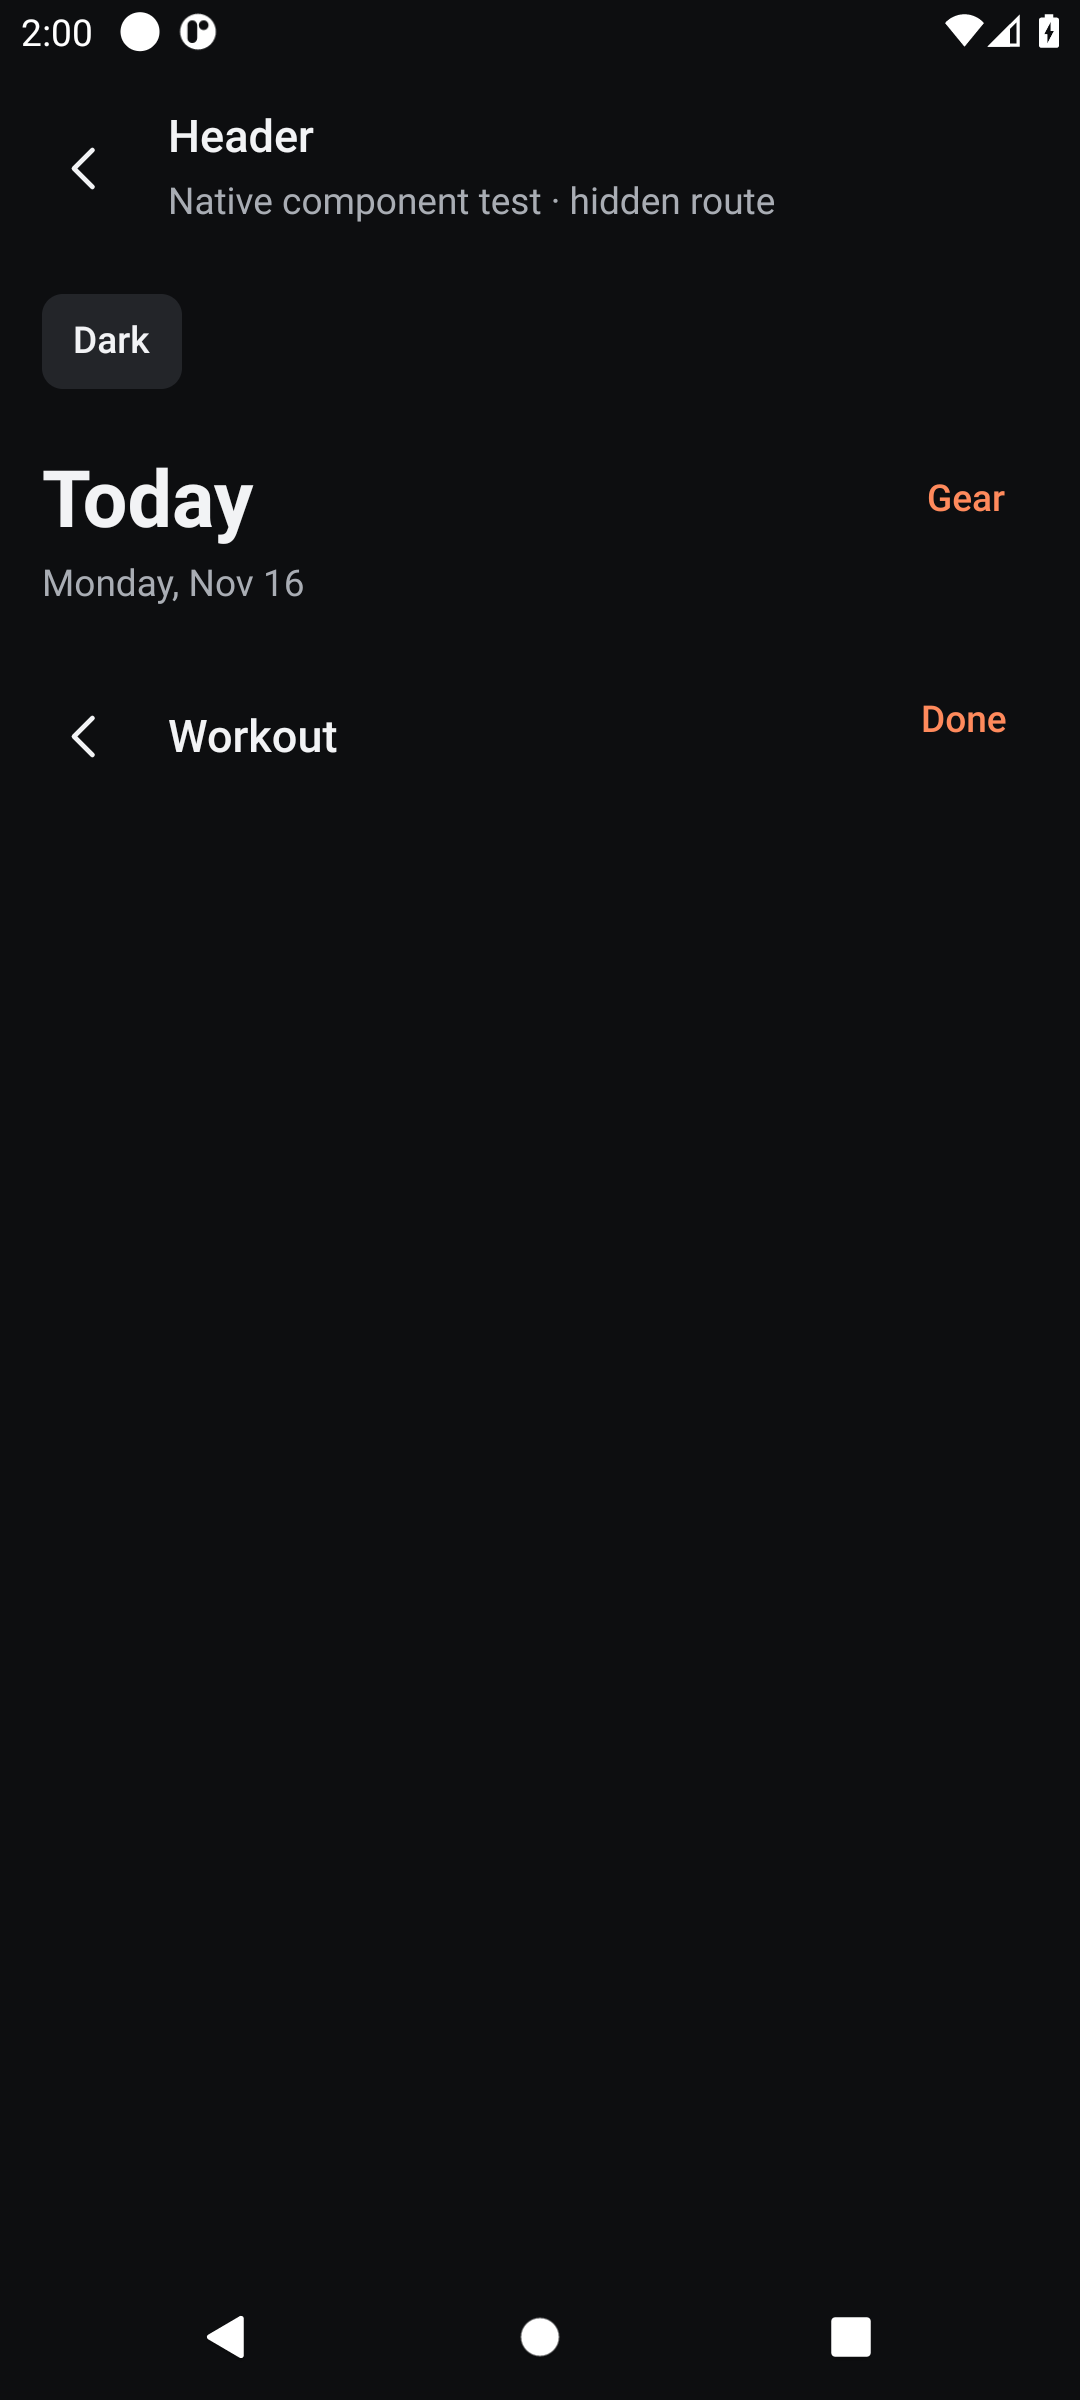 2:00
Header
Native component test · hidden route
Dark
Today
Gear
Monday, Nov 16
Workout
Done